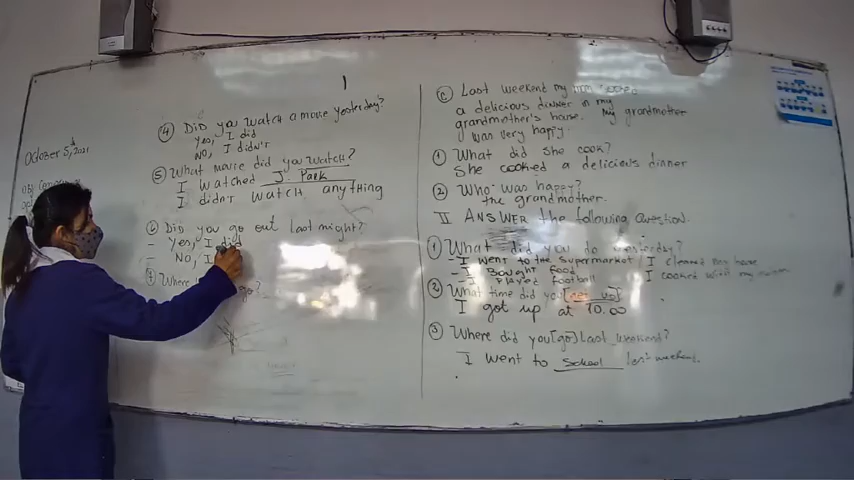 October 5th, 2021
④ Did you watch a movie yesterday?
Yes, I did
No, I didn't
⑤ What movie did you watch?
I watched J. Park
I didn't watch anything
⑥ Did you go out last night?
- Yes, I did
- No, I
⑦ Where go?
Ⓒ Last weekend my
a delicious dinner in my
grandmother's house. My grandmother
was very happy.
① What did she cook?
She cooked a delicious dinner
② Who was happy?
the grandmother.
II Answer the following question.
① What did you do yesterday?
- I went to the supermarket / I cleaned my house
- I bought food / I cooked with my
- I played football
② What time did you [get up]
I got up at 10.00
③ Where did you [go] last weekend?
I went to school last weekend.